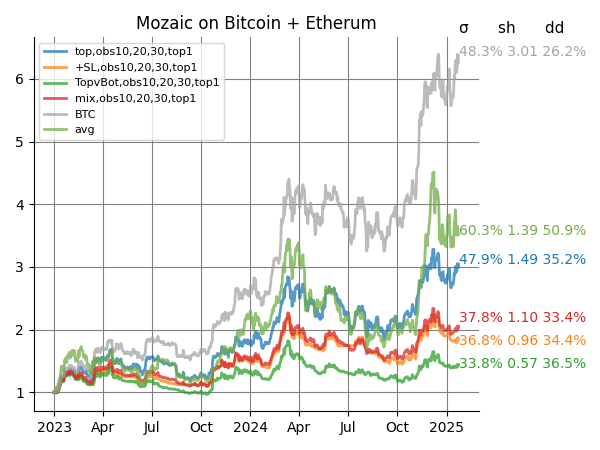 Mozaic on Bitcoin + Etherum
σ sh dd
top,obs10,20,30,top1
+SL,obs10,20,30,top1
TopvBot,obs10,20,30,top1
mix,obs10,20,30,top1
BTC
avg
48.3% 3.01 26.2%
60.3% 1.39 50.9%
47.9% 1.49 35.2%
37.8% 1.10 33.4%
36.8% 0.96 34.4%
33.8% 0.57 36.5%
6
5
4
3
2
1
2023 Apr Jul Oct 2024 Apr Jul Oct 2025